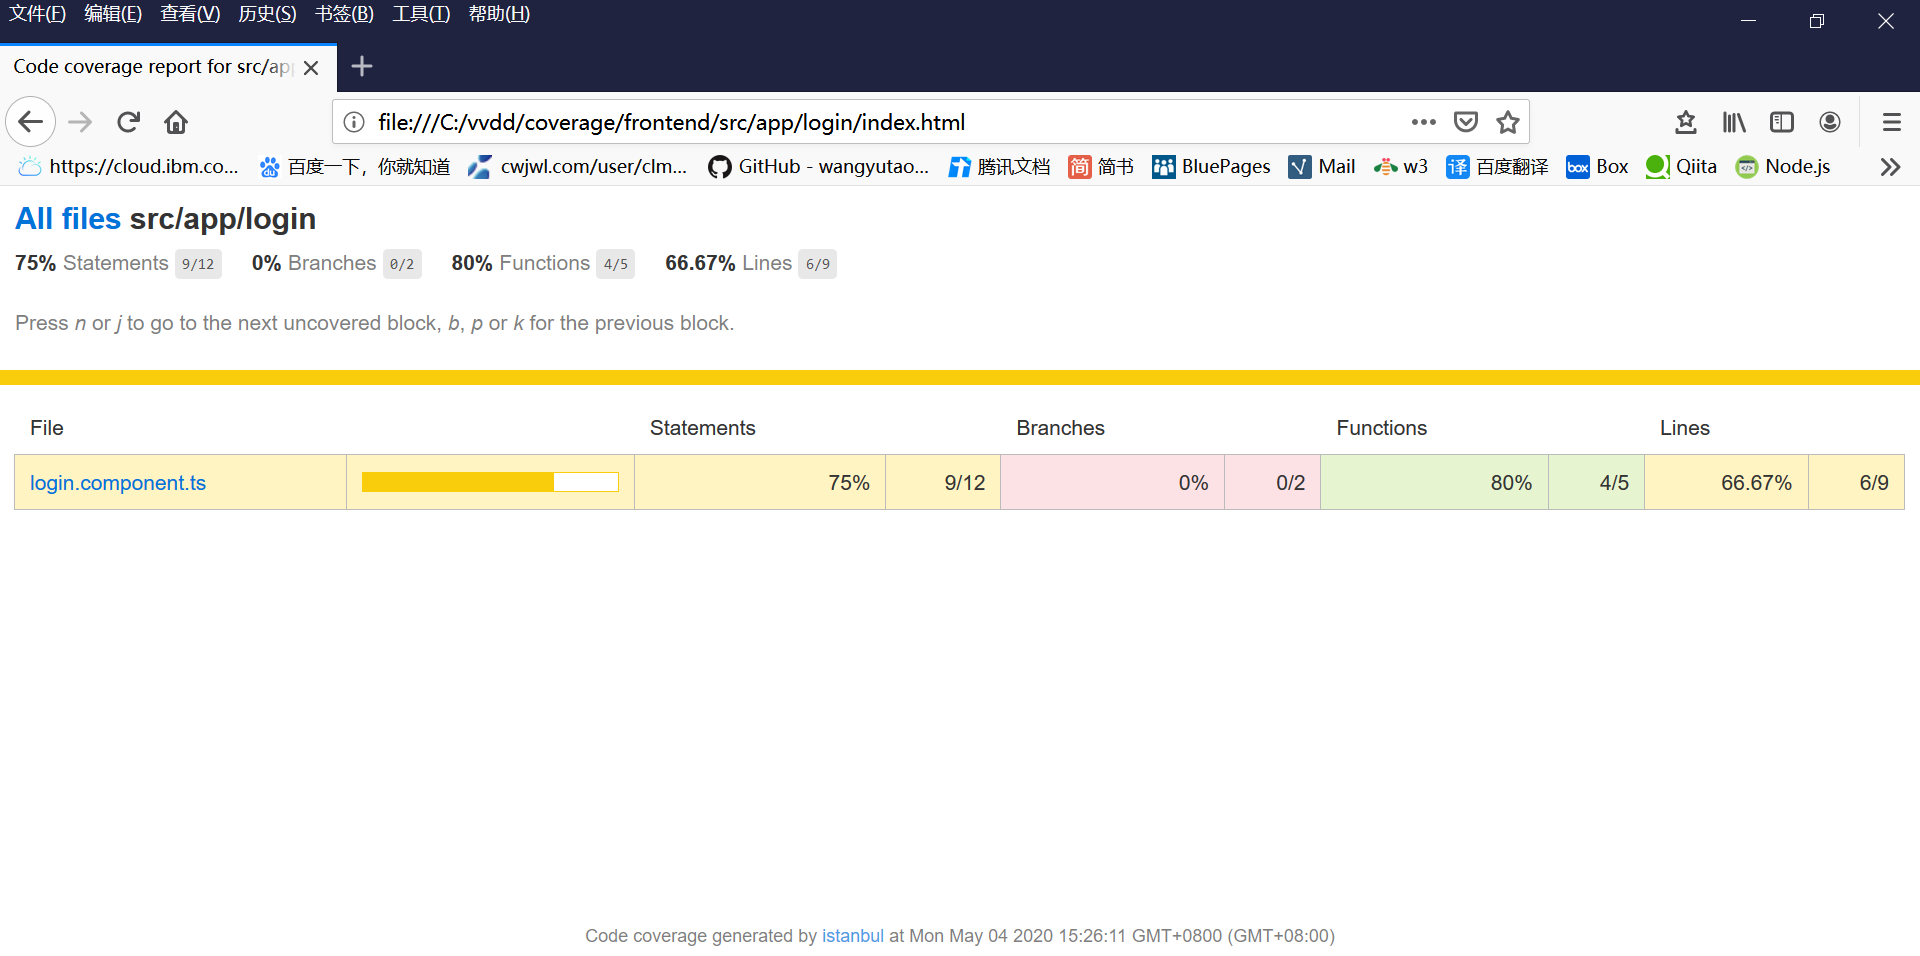 文件(F) 编辑(E) 查看(V) 历史(S) 书签(B) 工具(T) 帮助(H)
Code coverage report for src/ap
file:///C:/vvdd/coverage/frontend/src/app/login/index.html
https://cloud.ibm.co... 百度一下，你就知道 cwjwl.com/user/clm... GitHub - wangyutao... 腾讯文档 简 简书 BluePages Mail w3 译 百度翻译 box Box Qiita Node.js
All files src/app/login
75% Statements 9/12 0% Branches 0/2 80% Functions 4/5 66.67% Lines 6/9
Press n or j to go to the next uncovered block, b, p or k for the previous block.
File Statements Branches Functions Lines
login.component.ts 75% 9/12 0% 0/2 80% 4/5 66.67% 6/9
Code coverage generated by istanbul at Mon May 04 2020 15:26:11 GMT+0800 (GMT+08:00)